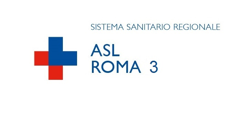 SISTEMA SANITARIO REGIONALE
ASL
ROMA 3